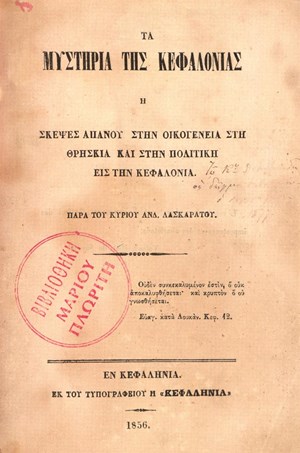 ΤΑ
ΜΥΣΤΗΡΙΑ ΤΗΣ ΚΕΦΑΛΟΝΙΑΣ
Η
ΣΚΕΨΕΣ ΑΠΑΝΟΥ ΣΤΗΝ ΟΙΚΟΓΕΝΕΙΑ ΣΤΗ
ΘΡΗΣΚΙΑ ΚΑΙ ΣΤΗΝ ΠΟΛΙΤΙΚΗ
ΕΙΣ ΤΗΝ ΚΕΦΑΛΟΝΙΑ.
ΠΑΡΑ ΤΟΥ ΚΥΡΙΟΥ ΑΝΔ. ΛΑΣΚΑΡΑΤΟΥ.
ΒΙΒΛΙΟΘΗΚΗ
ΜΑΡΙΟΥ
ΠΛΩΡΙΤΗ
Οὐδὲν συγκεκαλυμένον ἐστὶν, ὃ οὐκ
ἀποκαλυφθήσεται· καὶ κρυπτὸν ὃ οὐ
γνωσθήσεται.
Εὐαγ. κατὰ Λουκᾶν. Κεφ. 12.
ΕΝ ΚΕΦΑΛΗΝΙΑ.
ΕΚ ΤΟΥ ΤΥΠΟΓΡΑΦΕΙΟΥ Η «ΚΕΦΑΛΗΝΙΑ»
1856.